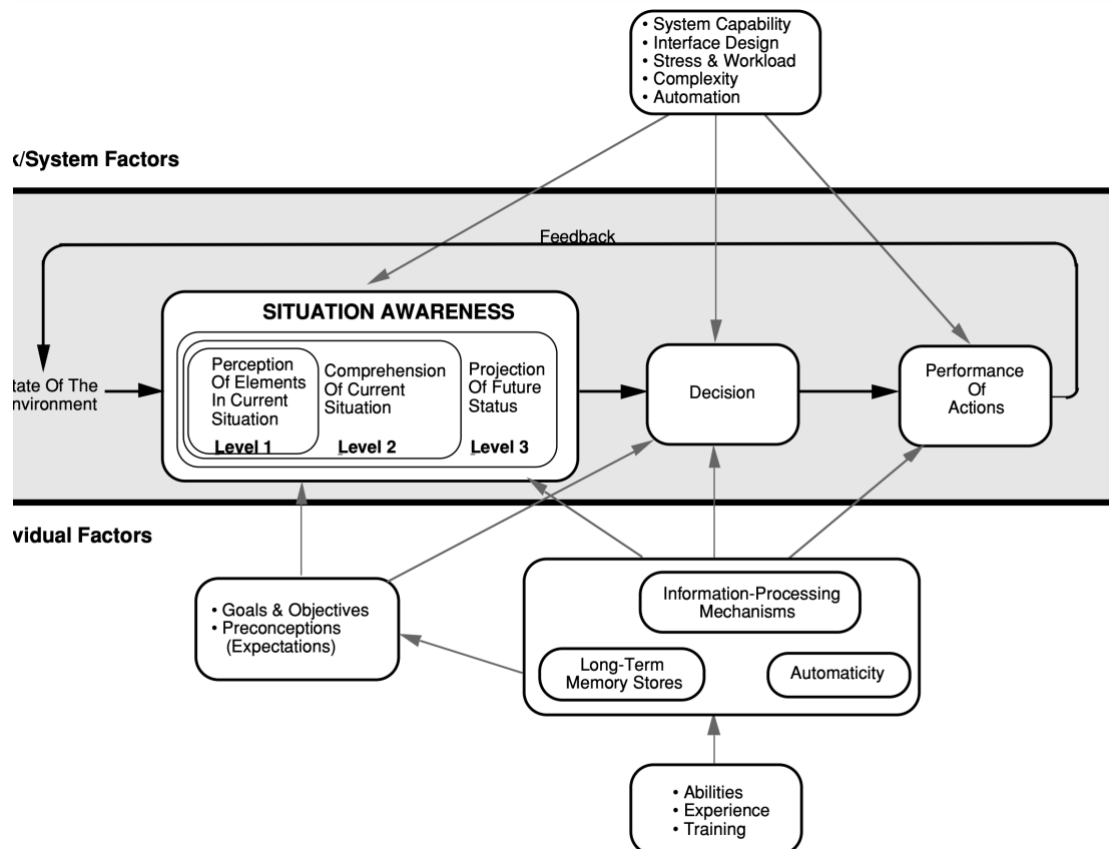 • System Capability
• Interface Design
• Stress & Workload
• Complexity
• Automation
k/System Factors
Feedback
SITUATION AWARENESS
Perception
Of Elements
In Current
Situation
Level 1
Comprehension
Of Current
Situation
Level 2
Projection
Of Future
Status
Level 3
tate Of The
nvironment
Decision
Performance
Of
Actions
vidual Factors
• Goals & Objectives
• Preconceptions
(Expectations)
Information-Processing
Mechanisms
Long-Term
Memory Stores
Automaticity
• Abilities
• Experience
• Training